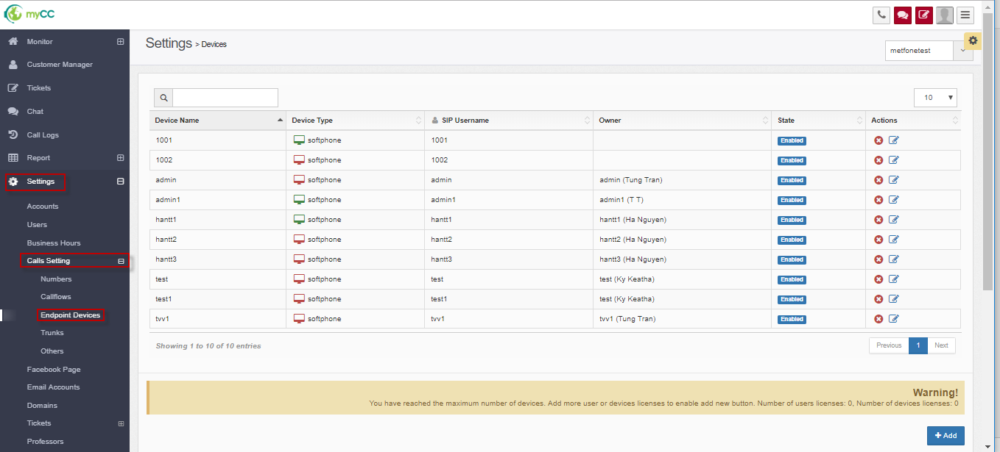 myCC
Monitor
Customer Manager
Tickets
Chat
Call Logs
Report
Settings
Accounts
Users
Business Hours
Calls Setting
Numbers
Callflows
Endpoint Devices
Trunks
Others
Facebook Page
Email Accounts
Domains
Tickets
Professors
Settings > Devices
metfonetest
10
Device Name Device Type SIP Username Owner State Actions
1001 softphone 1001 Enabled
1002 softphone 1002 Enabled
admin softphone admin admin (Tung Tran) Enabled
admin1 softphone admin1 admin1 (T T) Enabled
hantt1 softphone hantt1 hantt1 (Ha Nguyen) Enabled
hantt2 softphone hantt2 hantt2 (Ha Nguyen) Enabled
hantt3 softphone hantt3 hantt3 (Ha Nguyen) Enabled
test softphone test test (Ky Keatha) Enabled
test1 softphone test1 test (Ky Keatha) Enabled
tvv1 softphone tvv1 tvv1 (Tung Tran) Enabled
Showing 1 to 10 of 10 entries
Previous 1 Next
Warning!
You have reached the maximum number of devices. Add more user or devices licenses to enable add new button. Number of users licenses: 0, Number of devices licenses: 0
+ Add